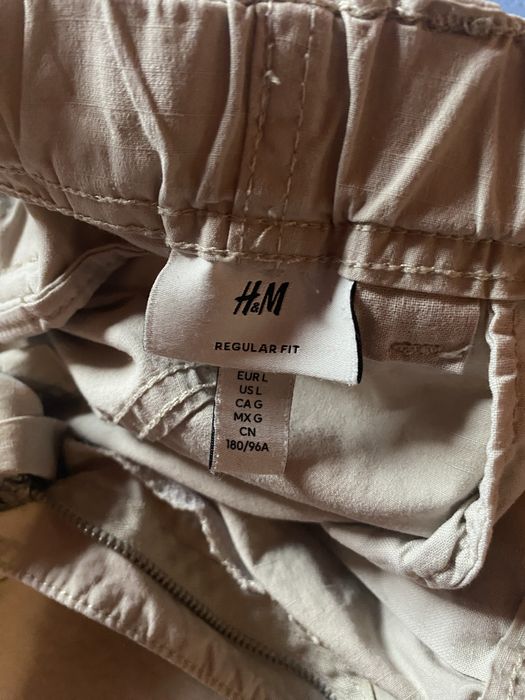 H&M
REGULAR FIT
EUR L
US L
CA G
MX G
CN
180/96A